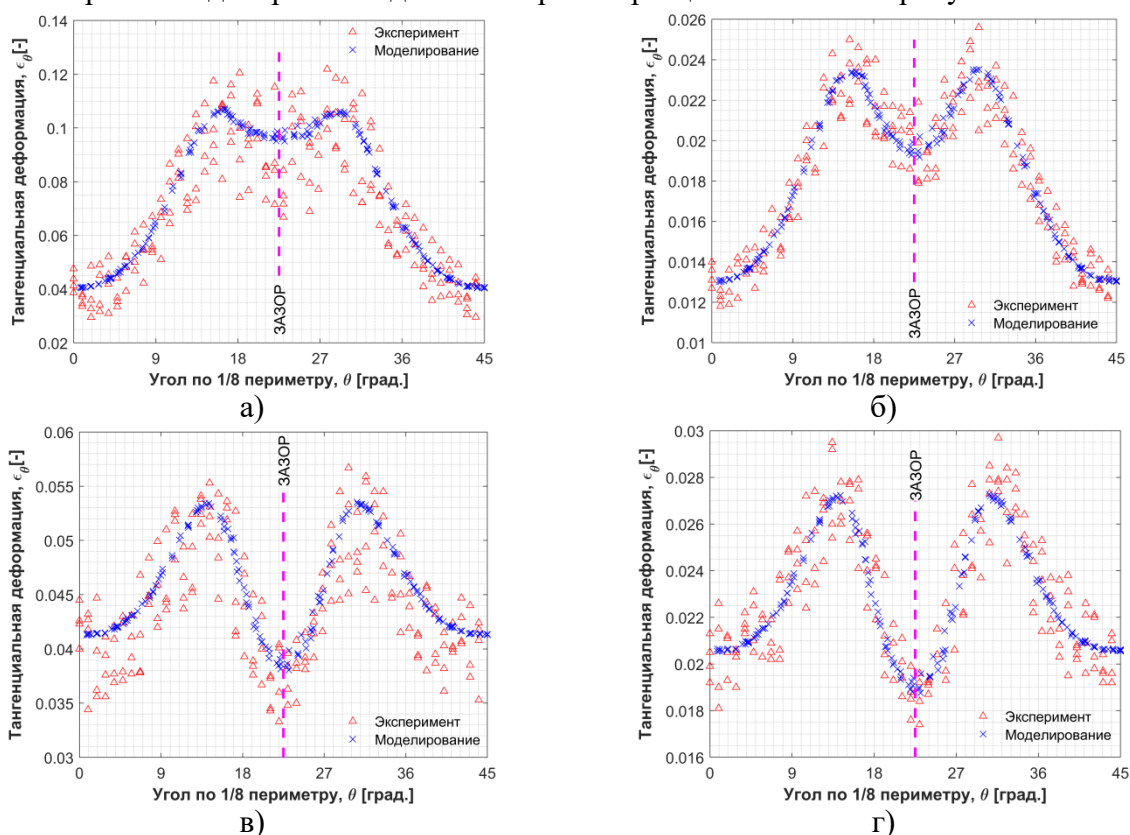 Тангенциальная деформация, ϵθ[-]
0.14
0.12
0.1
0.08
0.06
0.04
0.02
Эксперимент
Моделирование
ЗАЗОР
0 9 18 27 36 45
Угол по 1/8 периметру, θ [град.]
а)
Тангенциальная деформация, ϵθ[-]
0.026
0.024
0.022
0.02
0.018
0.016
0.014
0.012
0.01
ЗАЗОР
Эксперимент
Моделирование
0 9 18 27 36 45
Угол по 1/8 периметру, θ [град.]
б)
Тангенциальная деформация, ϵθ[-]
0.06
0.055
0.05
0.045
0.04
0.035
0.03
ЗАЗОР
Эксперимент
Моделирование
0 9 18 27 36 45
Угол по 1/8 периметру, θ [град.]
в)
Тангенциальная деформация, ϵθ[-]
0.03
0.028
0.026
0.024
0.022
0.02
0.018
0.016
ЗАЗОР
Эксперимент
Моделирование
0 9 18 27 36 45
Угол по 1/8 периметру, θ [град.]
г)